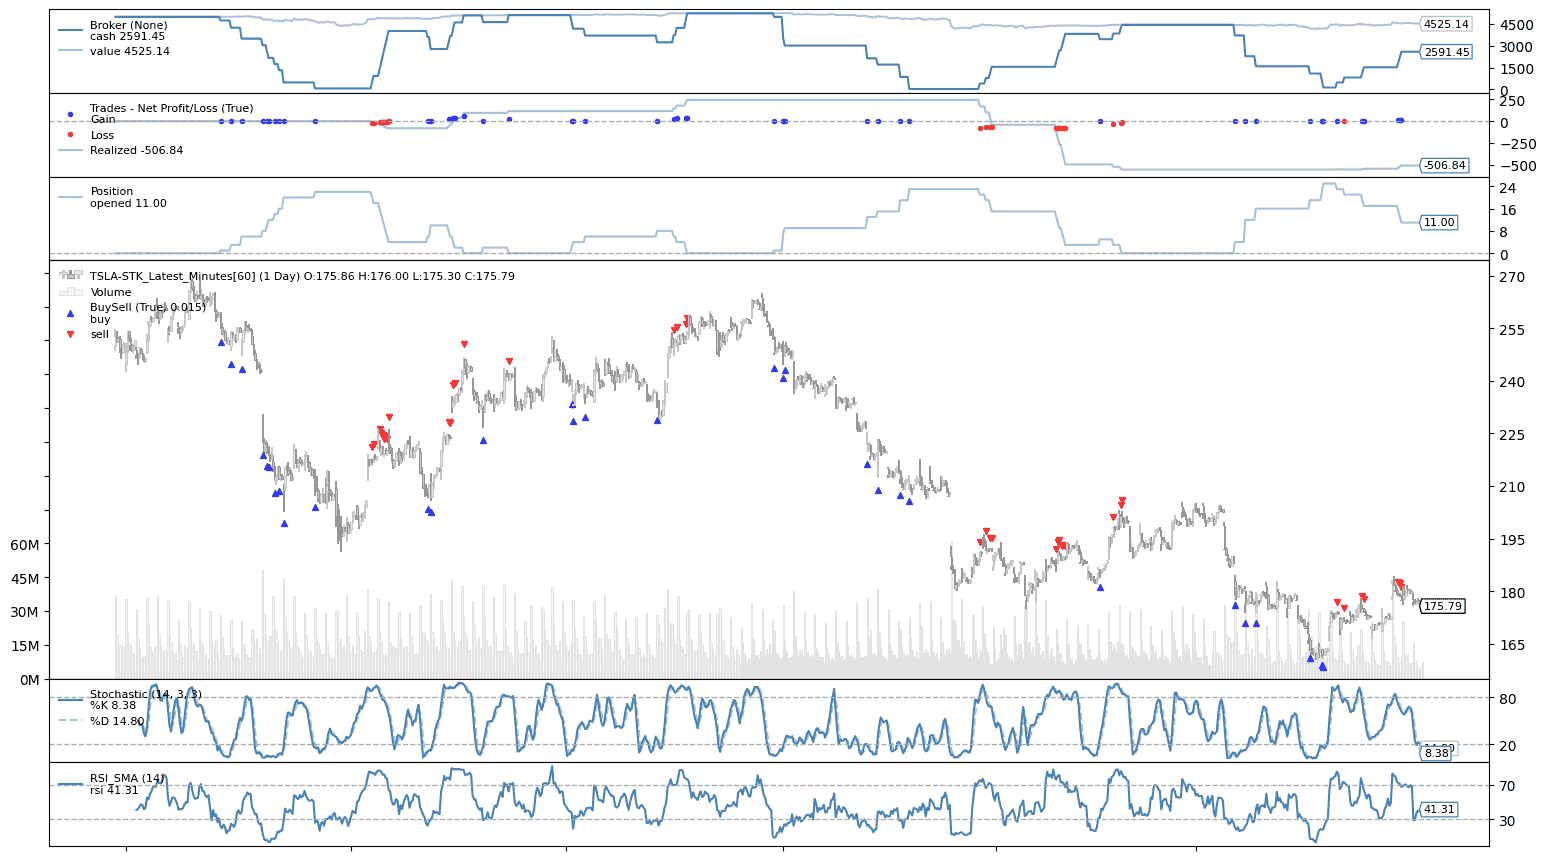 Broker (None)
cash 2591.45
value 4525.14
4525.14
2591.45
4500
3000
1500
0
Trades - Net Profit/Loss (True)
Gain
Loss
Realized -506.84
-506.84
250
0
−250
−500
Position
opened 11.00
11.00
24
16
8
0
TSLA-STK_Latest_Minutes[60] (1 Day) O:175.86 H:176.00 L:175.30 C:175.79
Volume
BuySell (True, 0.015)
buy
sell
270
255
240
225
210
195
180
165
175.79
60M
45M
30M
15M
0M
Stochastic (14, 3, 3)
%K 8.38
%D 14.80
80
20
8.38
RSI_SMA (14)
rsi 41.31
70
30
41.31